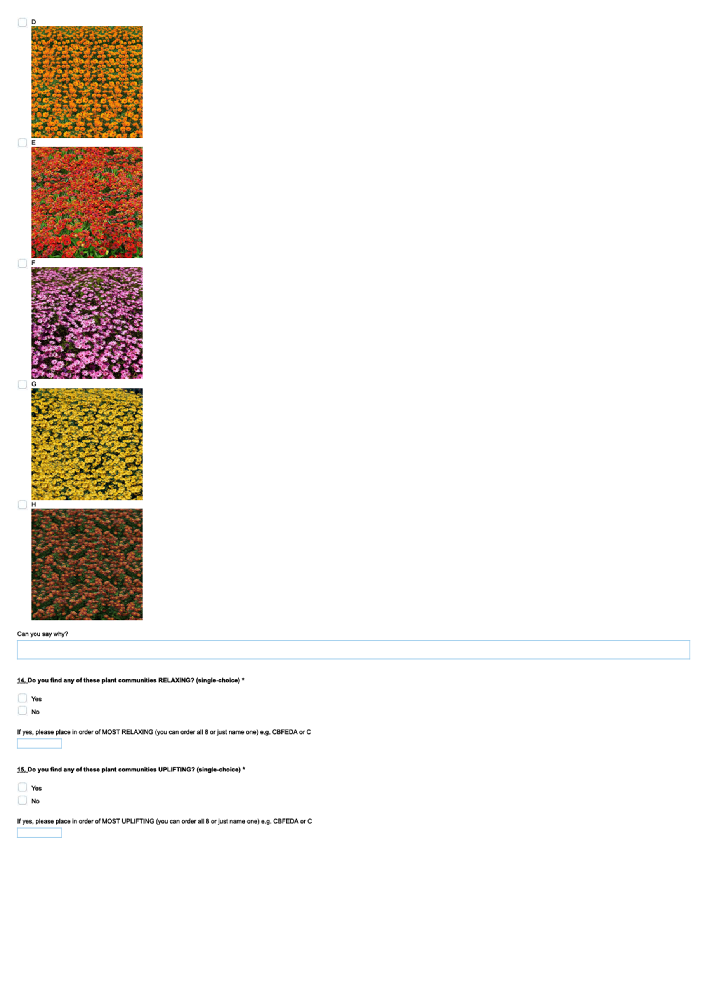 D
E
F
G
H
Can you say why?
14. Do you find any of these plant communities RELAXING? (single-choice) *
Yes
No
If yes, please place in order of MOST RELAXING (you can order all 8 or just name one) e.g. CBFEDA or C
15. Do you find any of these plant communities UPLIFTING? (single-choice) *
Yes
No
If yes, please place in order of MOST UPLIFTING (you can order all 8 or just name one) e.g. CBFEDA or C